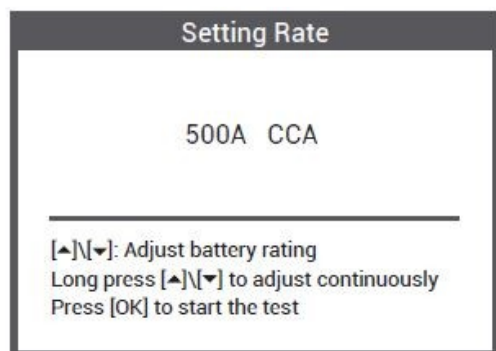 Setting Rate
500A CCA
[▲]\[▼]: Adjust battery rating
Long press [▲]\[▼] to adjust continuously
Press [OK] to start the test